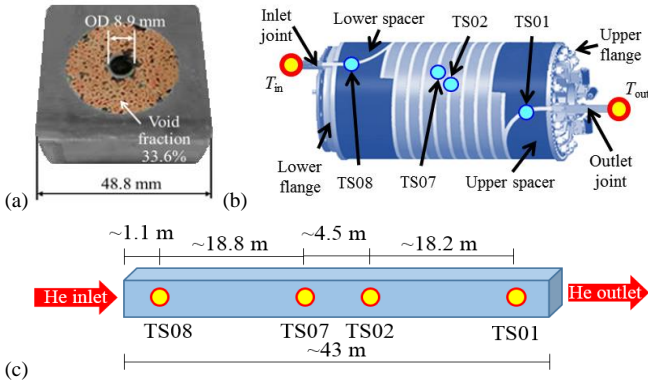 (a)
OD 8.9 mm
Void
fraction
33.6%
48.8 mm
(b)
Inlet
joint
Lower spacer
TS02
TS01
Upper
flange
Tin
Tout
Lower
flange
TS08
TS07
Upper spacer
Outlet
joint
~1.1 m
~18.8 m
~4.5 m
~18.2 m
He inlet
He outlet
TS08
TS07
TS02
TS01
~43 m
(c)